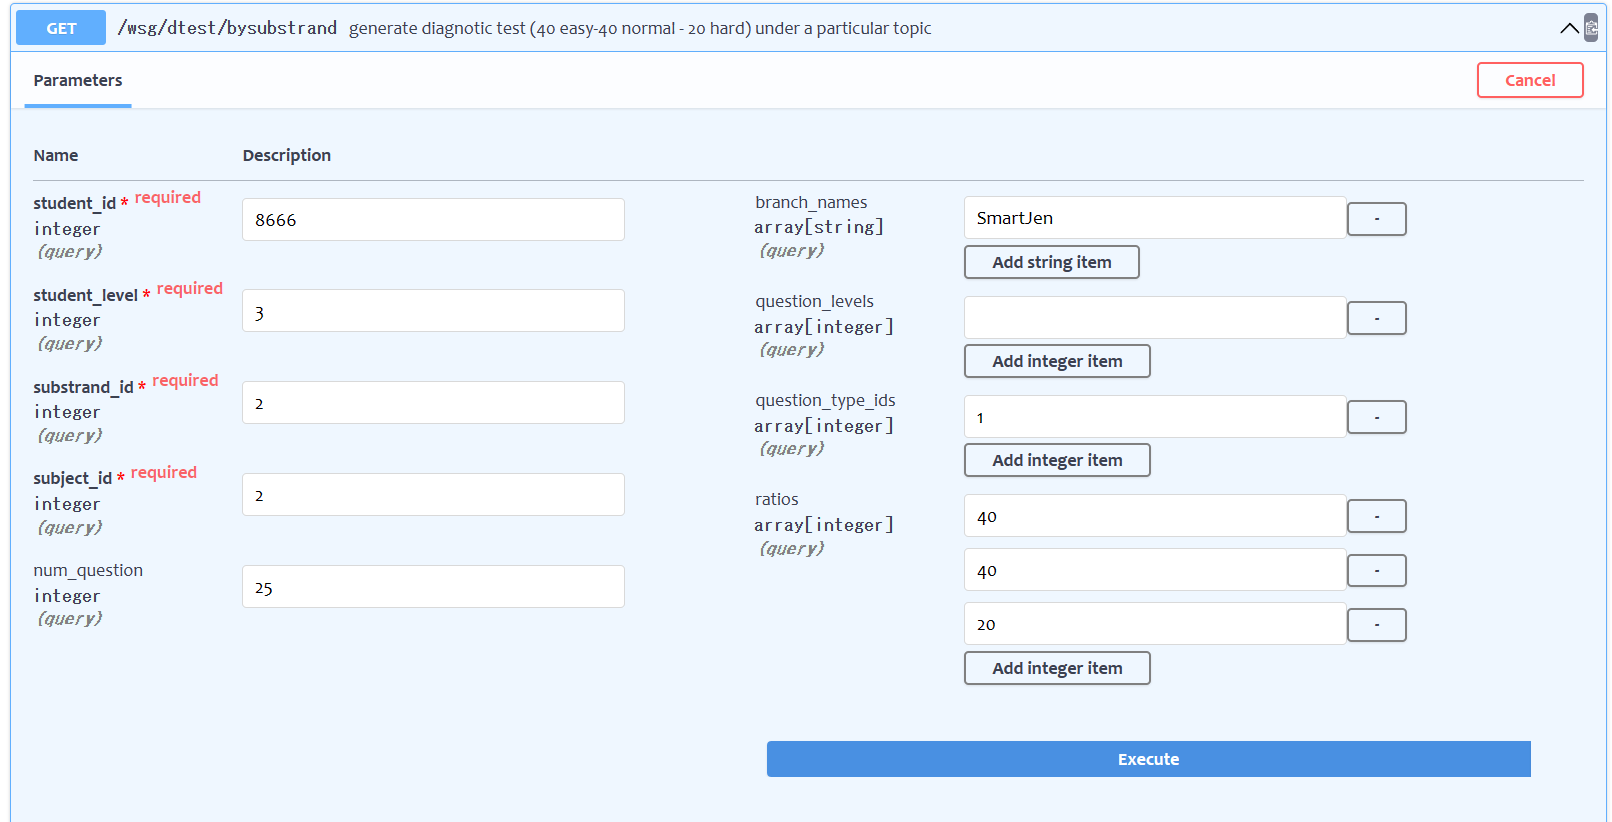 GET /wsg/dtest/bysubstrand generate diagnotic test (40 easy-40 normal - 20 hard) under a particular topic
Parameters
Cancel
Name Description
student_id * required
integer
(query)
8666
student_level * required
integer
(query)
3
substrand_id * required
integer
(query)
2
subject_id * required
integer
(query)
2
num_question
integer
(query)
25
branch_names
array[string]
(query)
SmartJen
-
Add string item
question_levels
array[integer]
(query)
-
Add integer item
question_type_ids
array[integer]
(query)
1
-
Add integer item
ratios
array[integer]
(query)
40
-
40
-
20
-
Add integer item
Execute